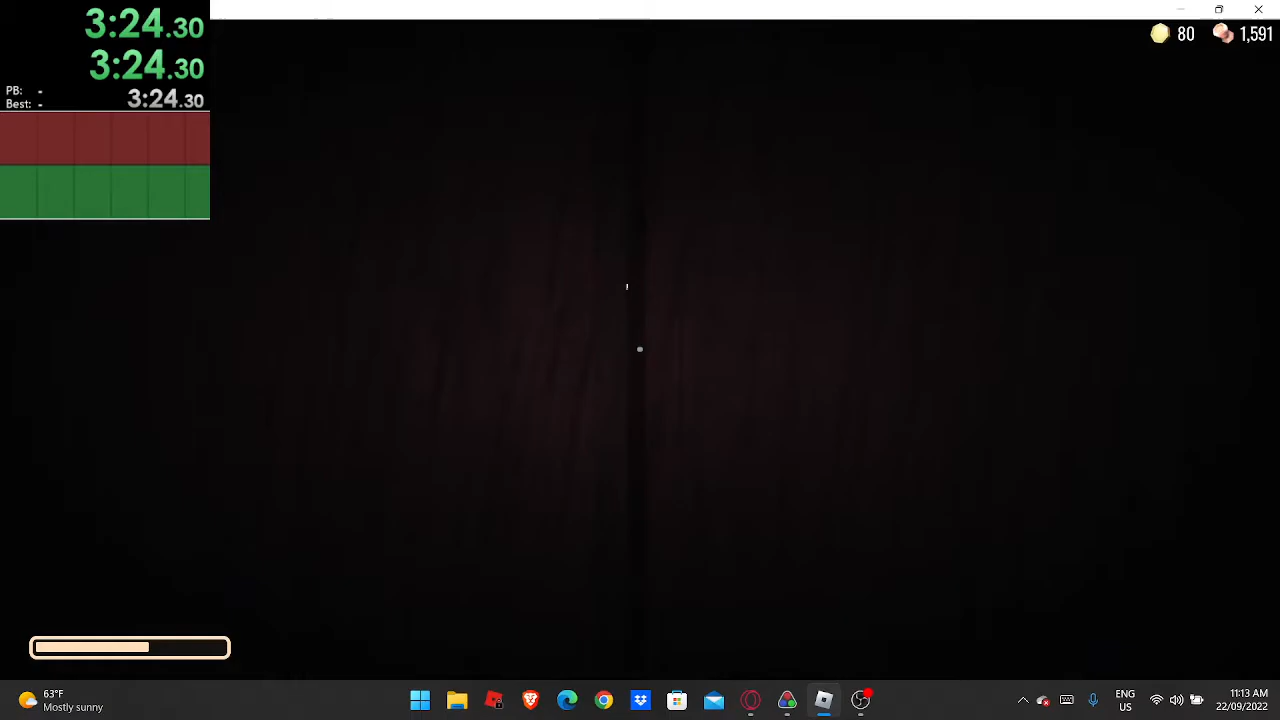 3:24.30
80
1,591
3:24.30
PB: -
Best: -
3:24.30
!
63°F
Mostly sunny
ENG
US
11:13 AM
22/09/2022